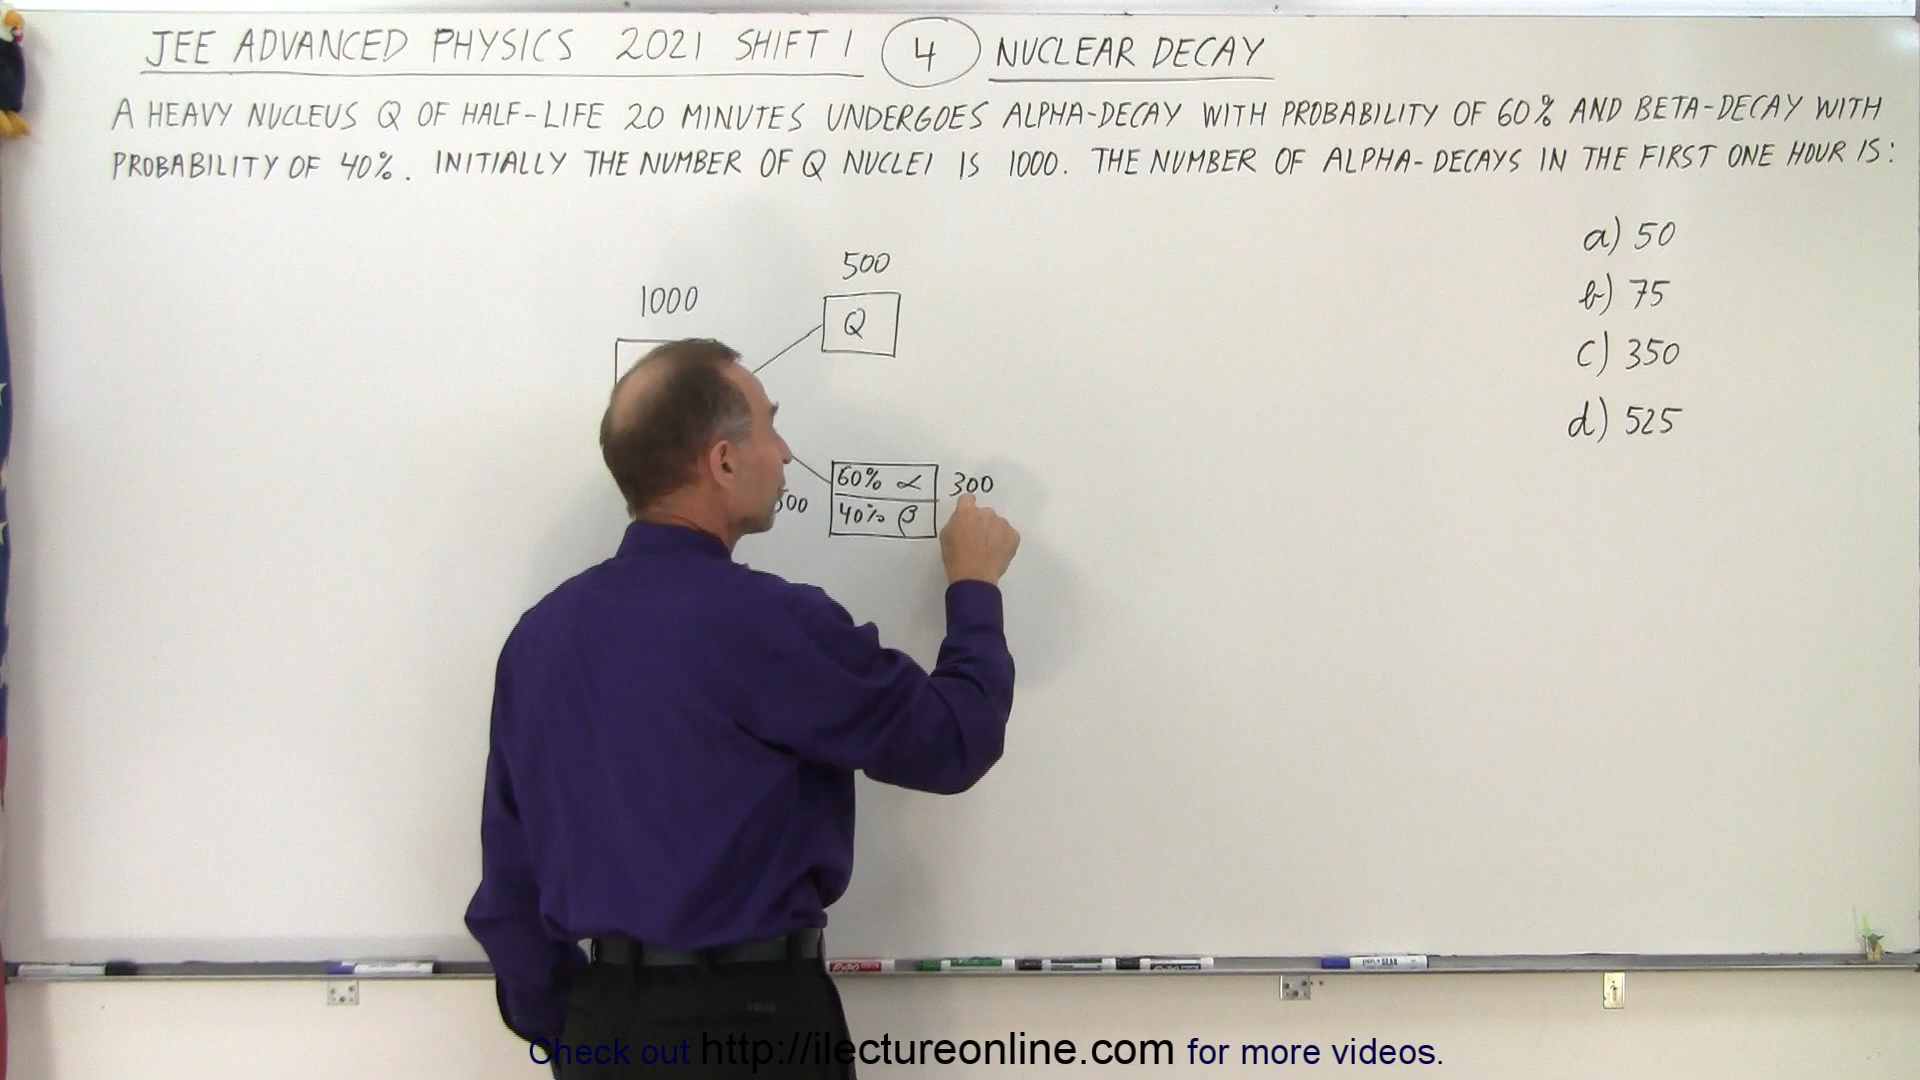 JEE ADVANCED PHYSICS 2021 SHIFT 1 4 NUCLEAR DECAY
A HEAVY NUCLEUS Q OF HALF-LIFE 20 MINUTES UNDERGOES ALPHA-DECAY WITH PROBABILITY OF 60% AND BETA-DECAY WITH
PROBABILITY OF 40%. INITIALLY THE NUMBER OF Q NUCLEI IS 1000. THE NUMBER OF ALPHA-DECAYS IN THE FIRST ONE HOUR IS:
a) 50
b) 75
c) 350
d) 525
1000
500
Q
500
60% α 300
40% β
Check out http://ilectureonline.com for more videos.